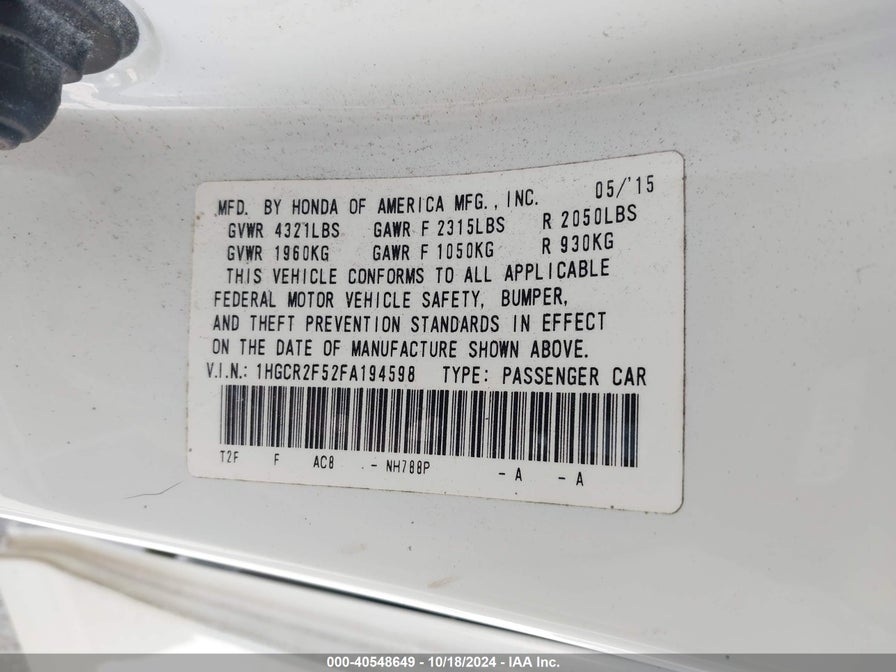 MFD. BY HONDA OF AMERICA MFG., INC. 05/'15
GVWR 4321LBS GAWR F 2315LBS R 2050LBS
GVWR 1960KG GAWR F 1050KG R 930KG
THIS VEHICLE CONFORMS TO ALL APPLICABLE
FEDERAL MOTOR VEHICLE SAFETY, BUMPER,
AND THEFT PREVENTION STANDARDS IN EFFECT
ON THE DATE OF MANUFACTURE SHOWN ABOVE.
V.I.N.: 1HGCR2F52FA194598 TYPE: PASSENGER CAR
T2F F AC8 - NH788P - A - A
000-40548649 - 10/18/2024 - IAA Inc.